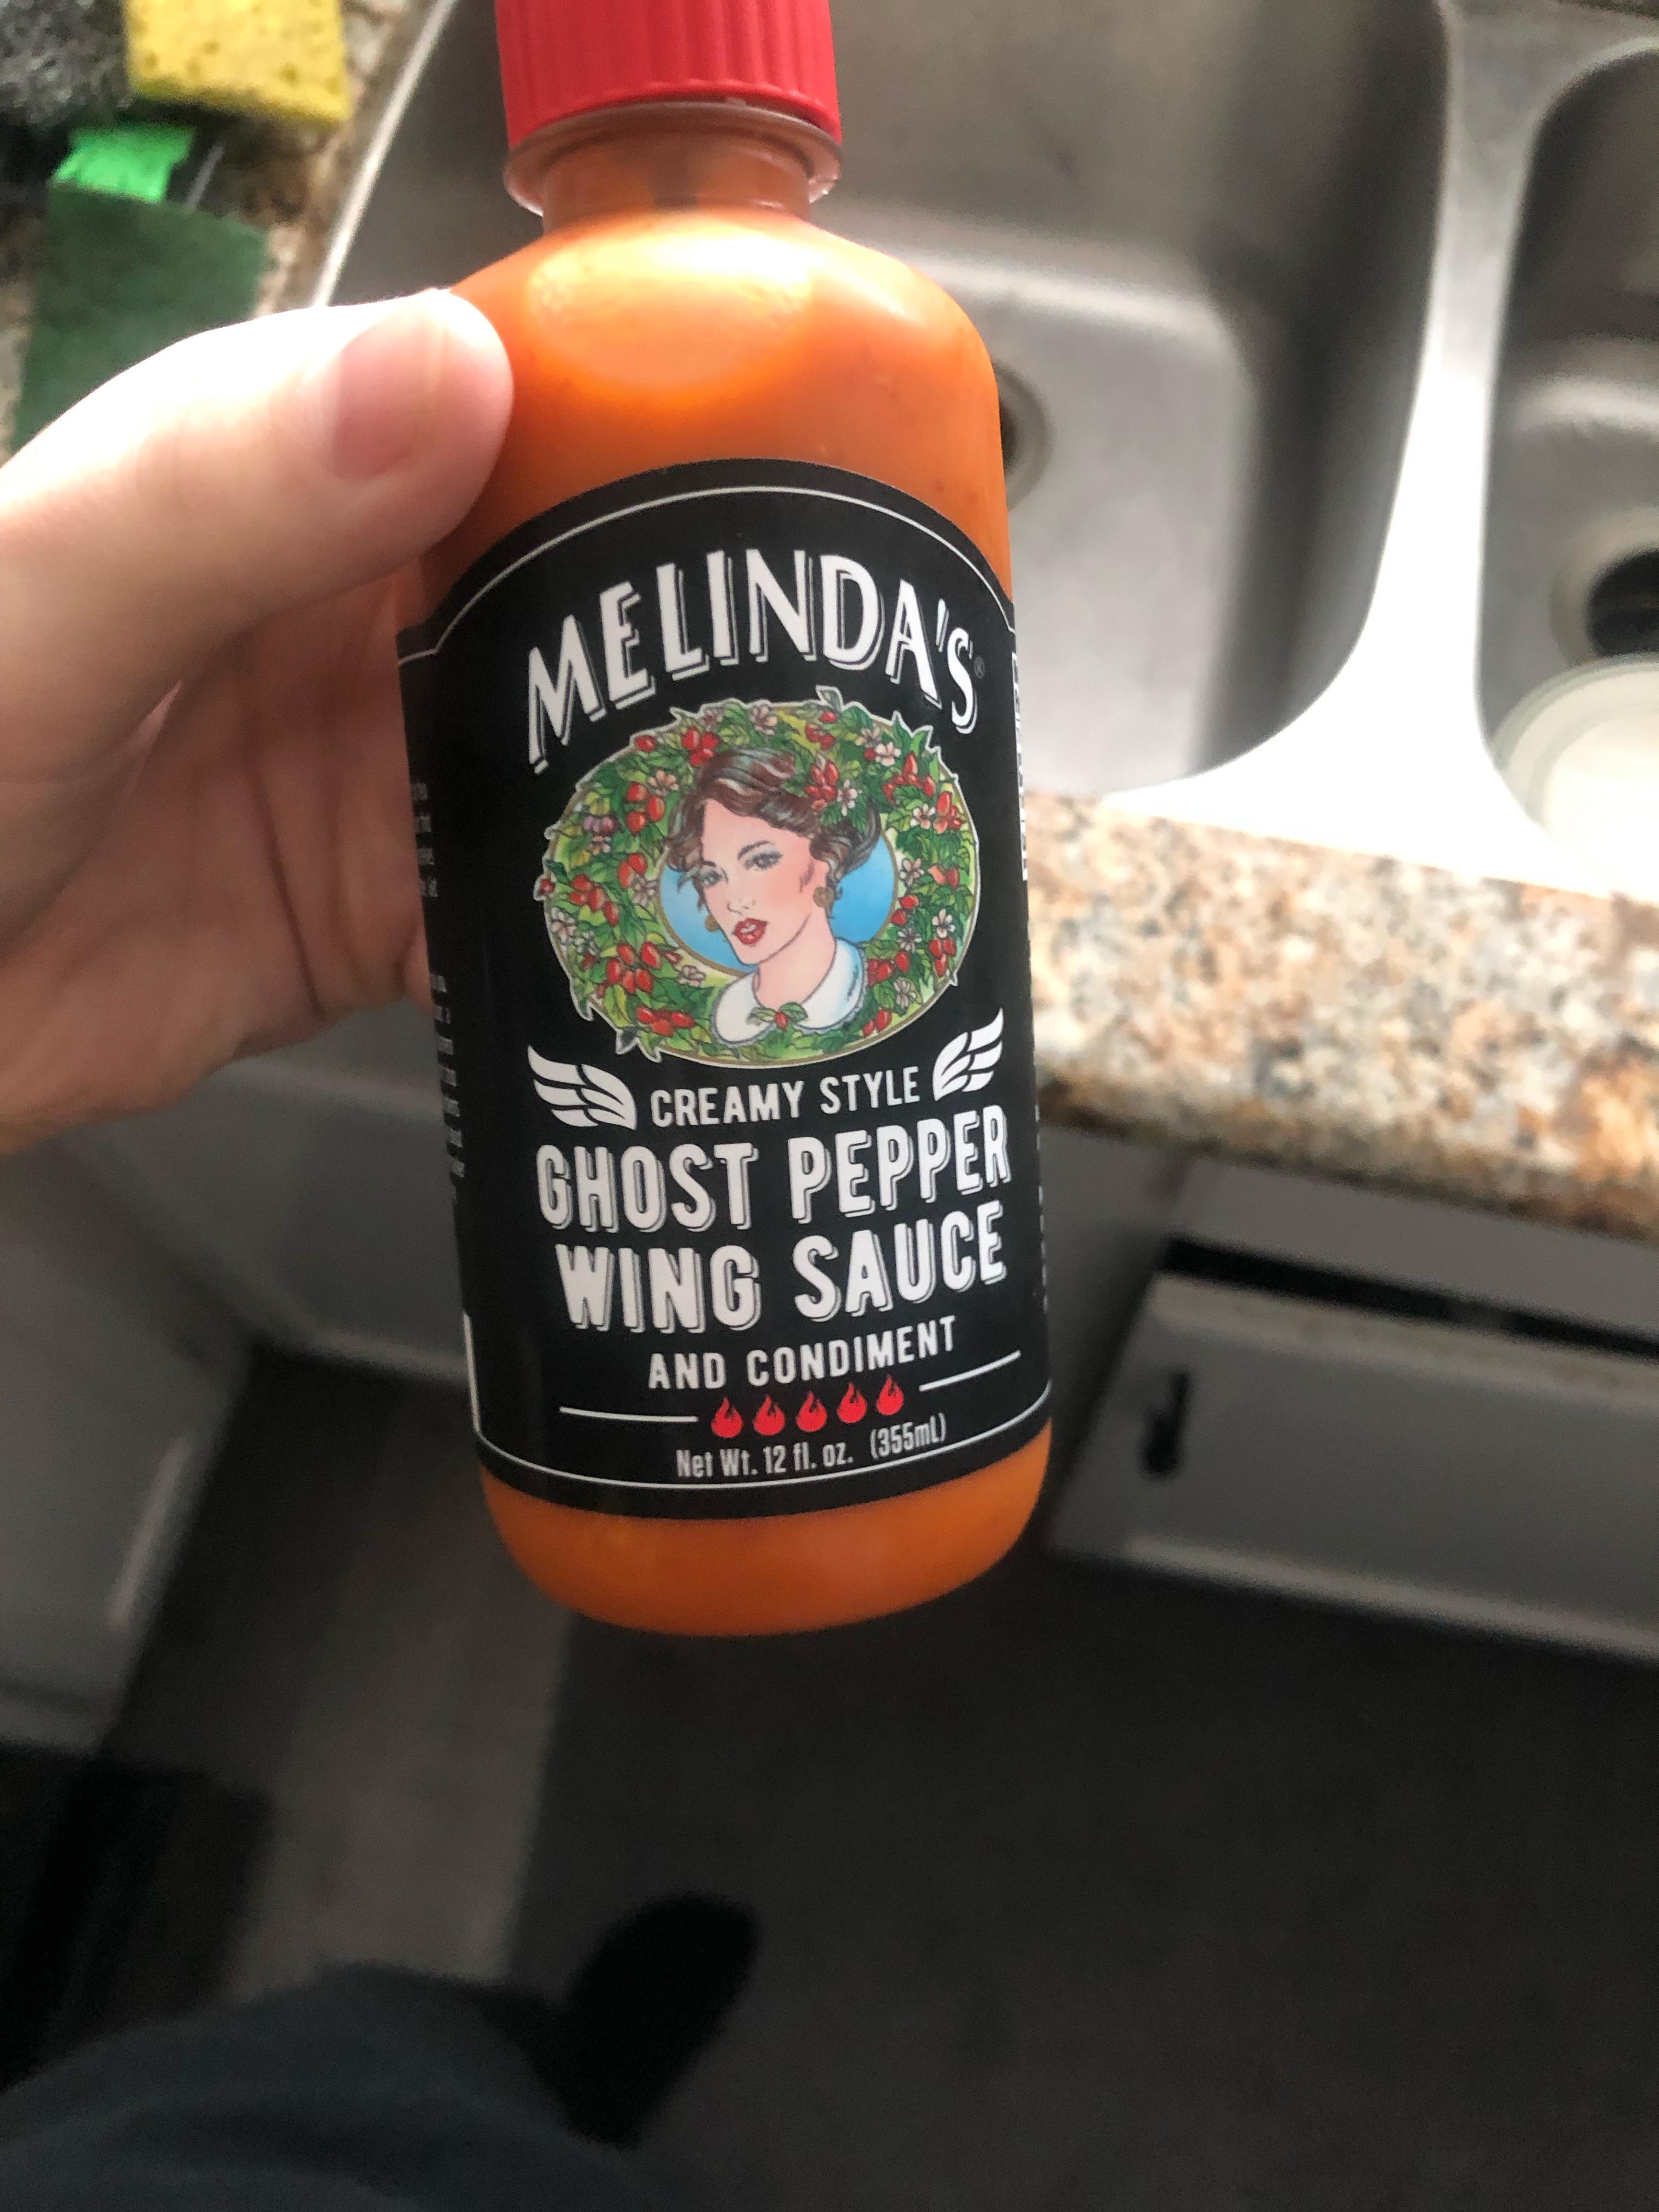 MELINDA'S®
CREAMY STYLE
GHOST PEPPER
WING SAUCE
AND CONDIMENT
Net Wt. 12 fl. oz. (355mL)